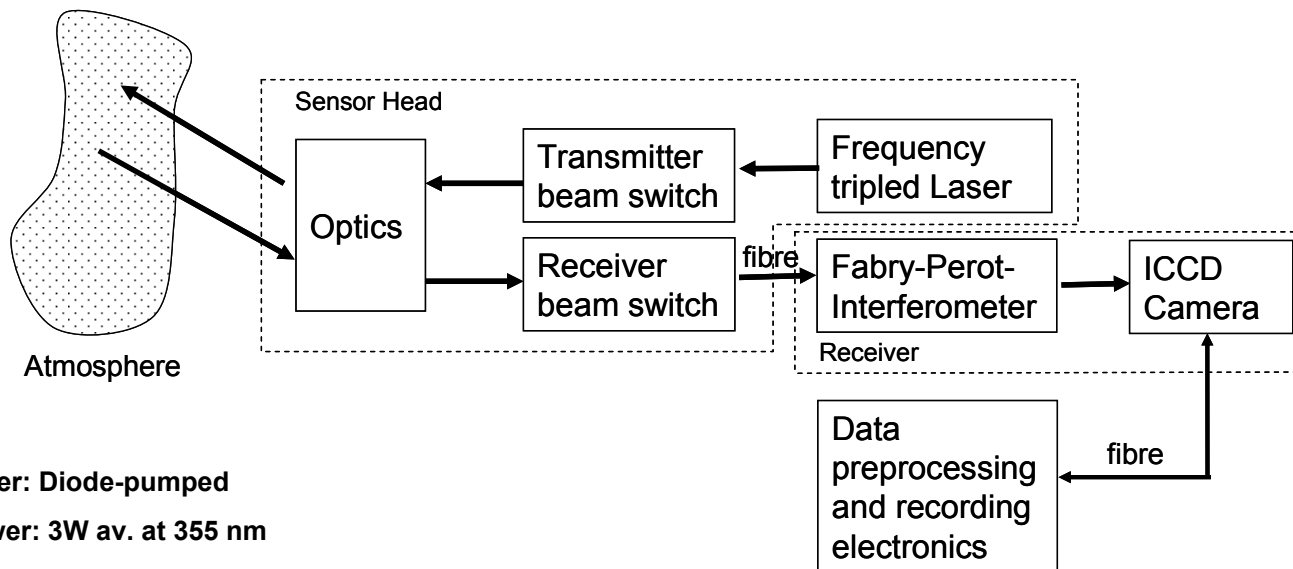 Sensor Head
Transmitter
beam switch
Frequency
tripled Laser
Optics
Receiver
beam switch
fibre
Fabry-Perot-
Interferometer
ICCD
Camera
Receiver
Atmosphere
Data
preprocessing
and recording
electronics
fibre
er: Diode-pumped
ver: 3W av. at 355 nm